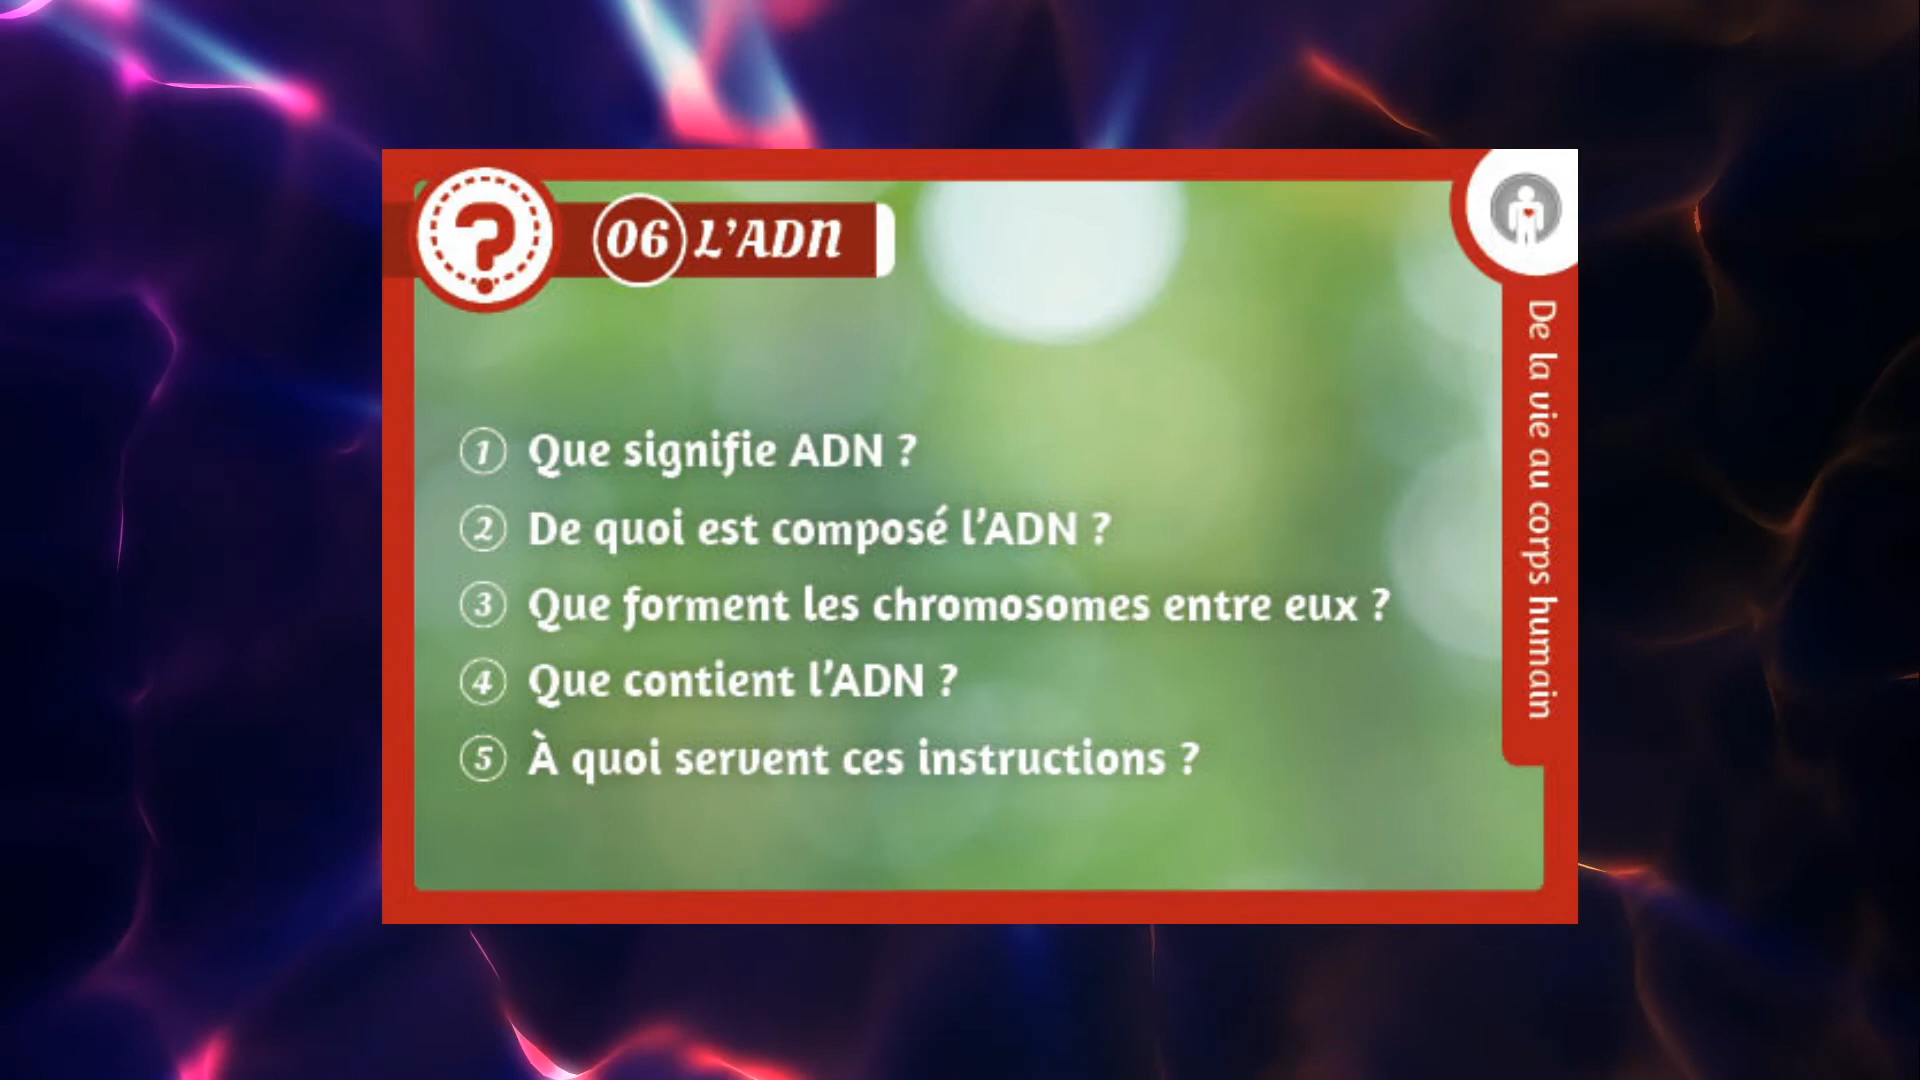 ?
06 L'ADN
1 Que signifie ADN ?
2 De quoi est composé l'ADN ?
3 Que forment les chromosomes entre eux ?
4 Que contient l'ADN ?
5 À quoi servent ces instructions ?
De la vie au corps humain